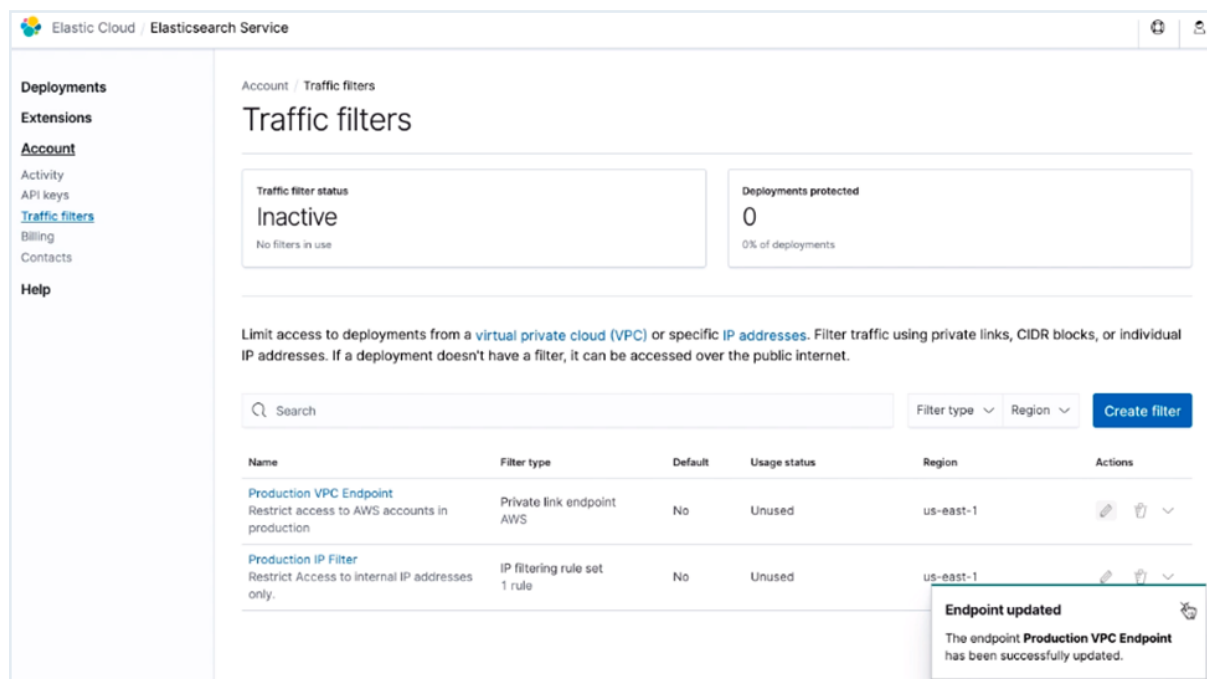 Elastic Cloud / Elasticsearch Service
Deployments
Extensions
Account
Activity
API keys
Traffic filters
Billing
Contacts
Help
Account / Traffic filters
Traffic filters
Traffic filter status
Inactive
No filters in use
Deployments protected
0
0% of deployments
Limit access to deployments from a virtual private cloud (VPC) or specific IP addresses. Filter traffic using private links, CIDR blocks, or individual
IP addresses. If a deployment doesn't have a filter, it can be accessed over the public internet.
Search
Filter type
Region
Create filter
Name Filter type Default Usage status Region Actions
Production VPC Endpoint
Restrict access to AWS accounts in
production
Private link endpoint
AWS
No
Unused
us-east-1
Production IP Filter
Restrict Access to internal IP addresses
only.
IP filtering rule set
1 rule
No
Unused
us-east-1
Endpoint updated
The endpoint Production VPC Endpoint
has been successfully updated.